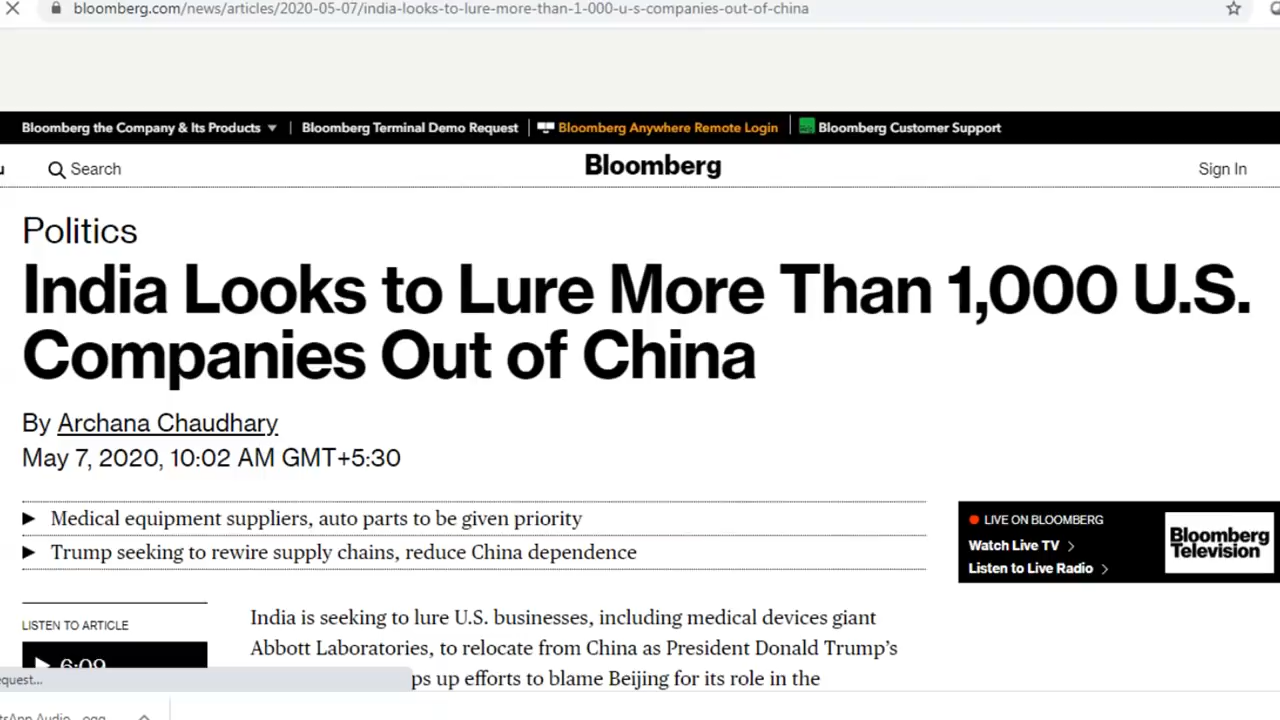 bloomberg.com/news/articles/2020-05-07/india-looks-to-lure-more-than-1-000-u-s-companies-out-of-china
Bloomberg the Company & Its Products ▼ | Bloomberg Terminal Demo Request | Bloomberg Anywhere Remote Login | Bloomberg Customer Support
Search
Bloomberg
Sign In
Politics
India Looks to Lure More Than 1,000 U.S.
Companies Out of China
By Archana Chaudhary
May 7, 2020, 10:02 AM GMT+5:30
Medical equipment suppliers, auto parts to be given priority
Trump seeking to rewire supply chains, reduce China dependence
LIVE ON BLOOMBERG
Watch Live TV
Listen to Live Radio
Bloomberg
Television
LISTEN TO ARTICLE
6:09
India is seeking to lure U.S. businesses, including medical devices giant
Abbott Laboratories, to relocate from China as President Donald Trump's
ps up efforts to blame Beijing for its role in the
equest...